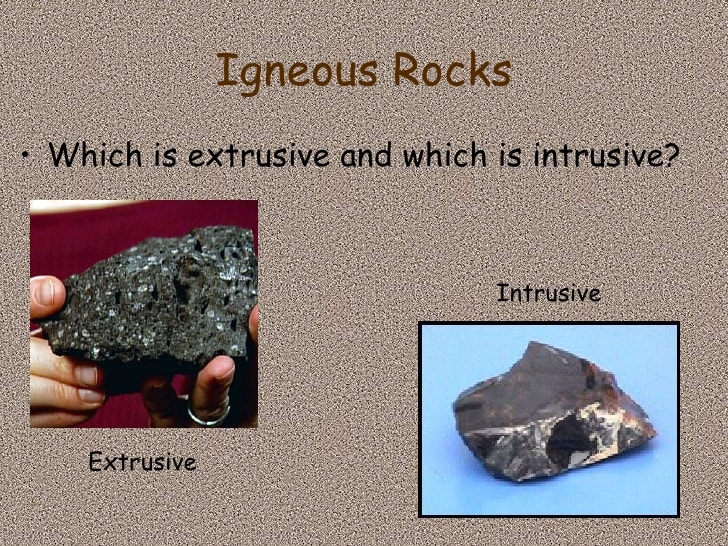 Igneous Rocks
• Which is extrusive and which is intrusive?
Intrusive
Extrusive